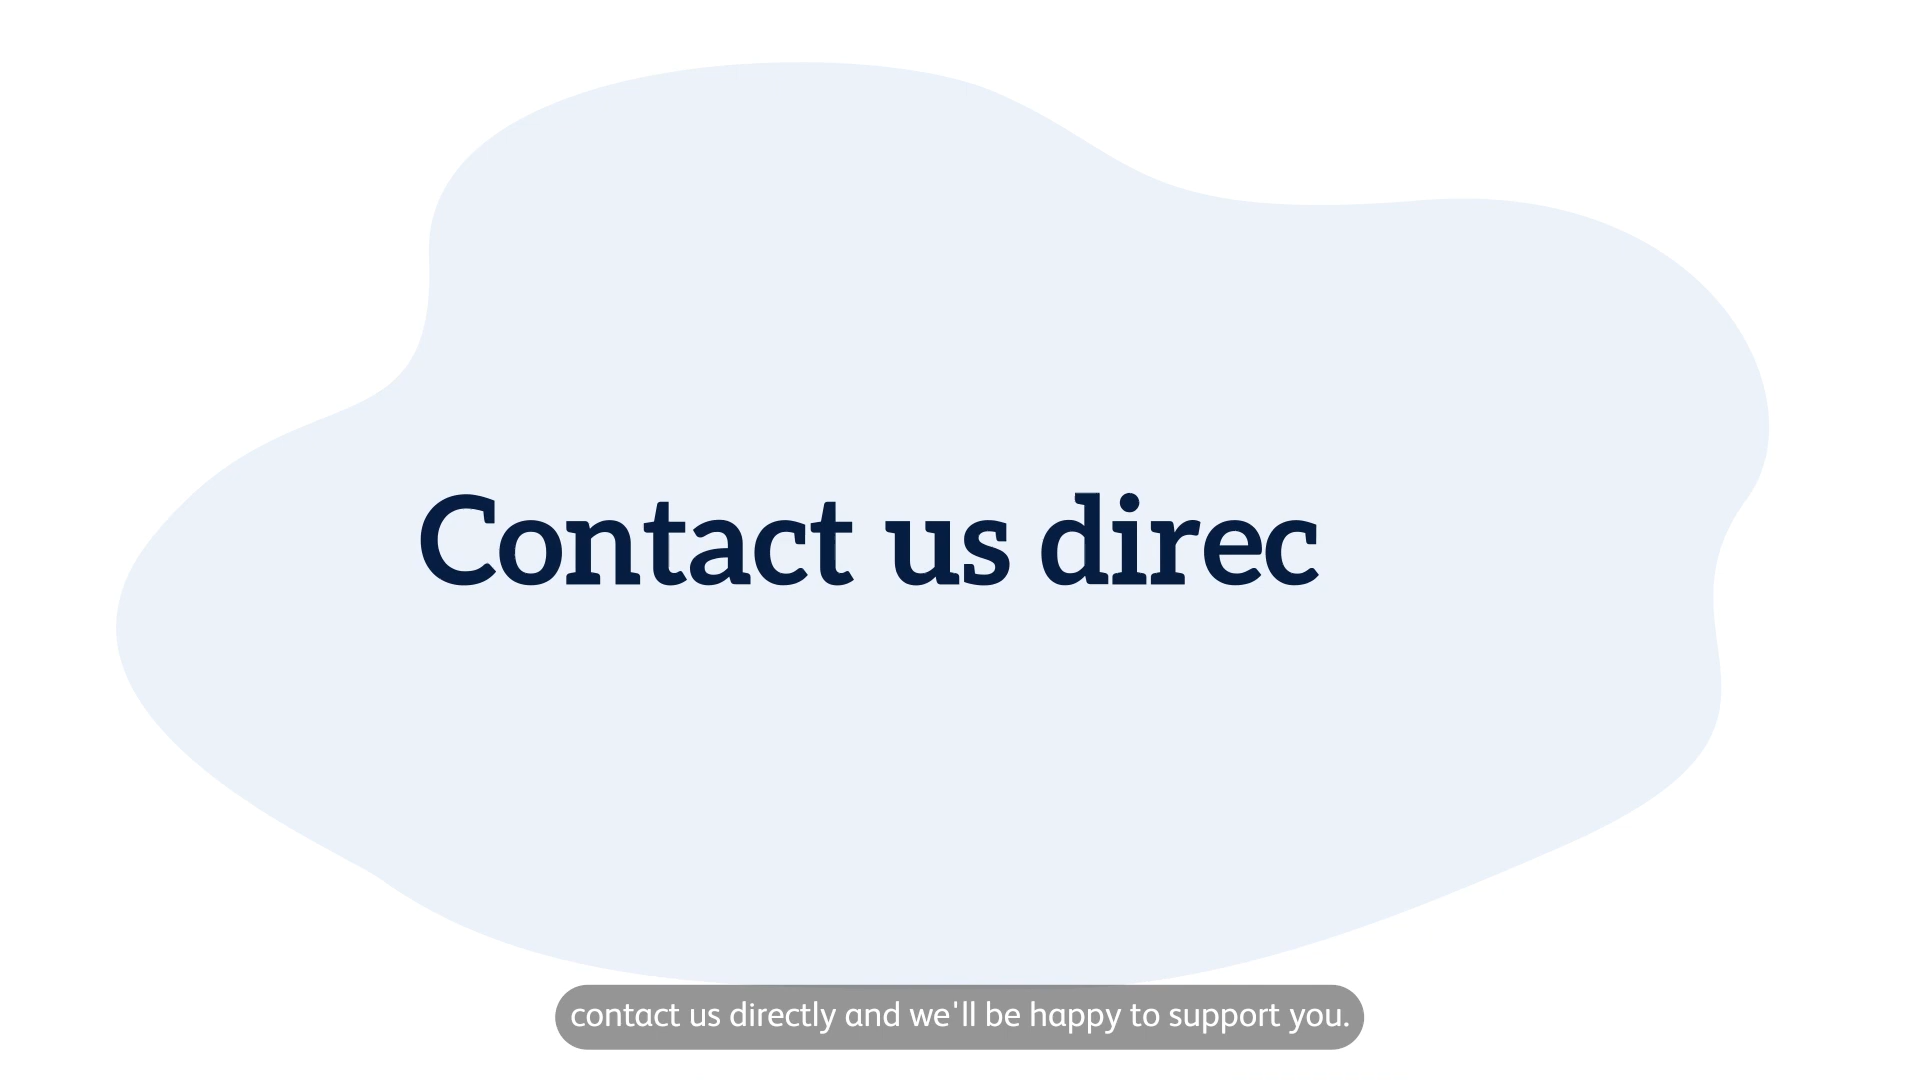 Contact us direc
contact us directly and we'll be happy to support you.